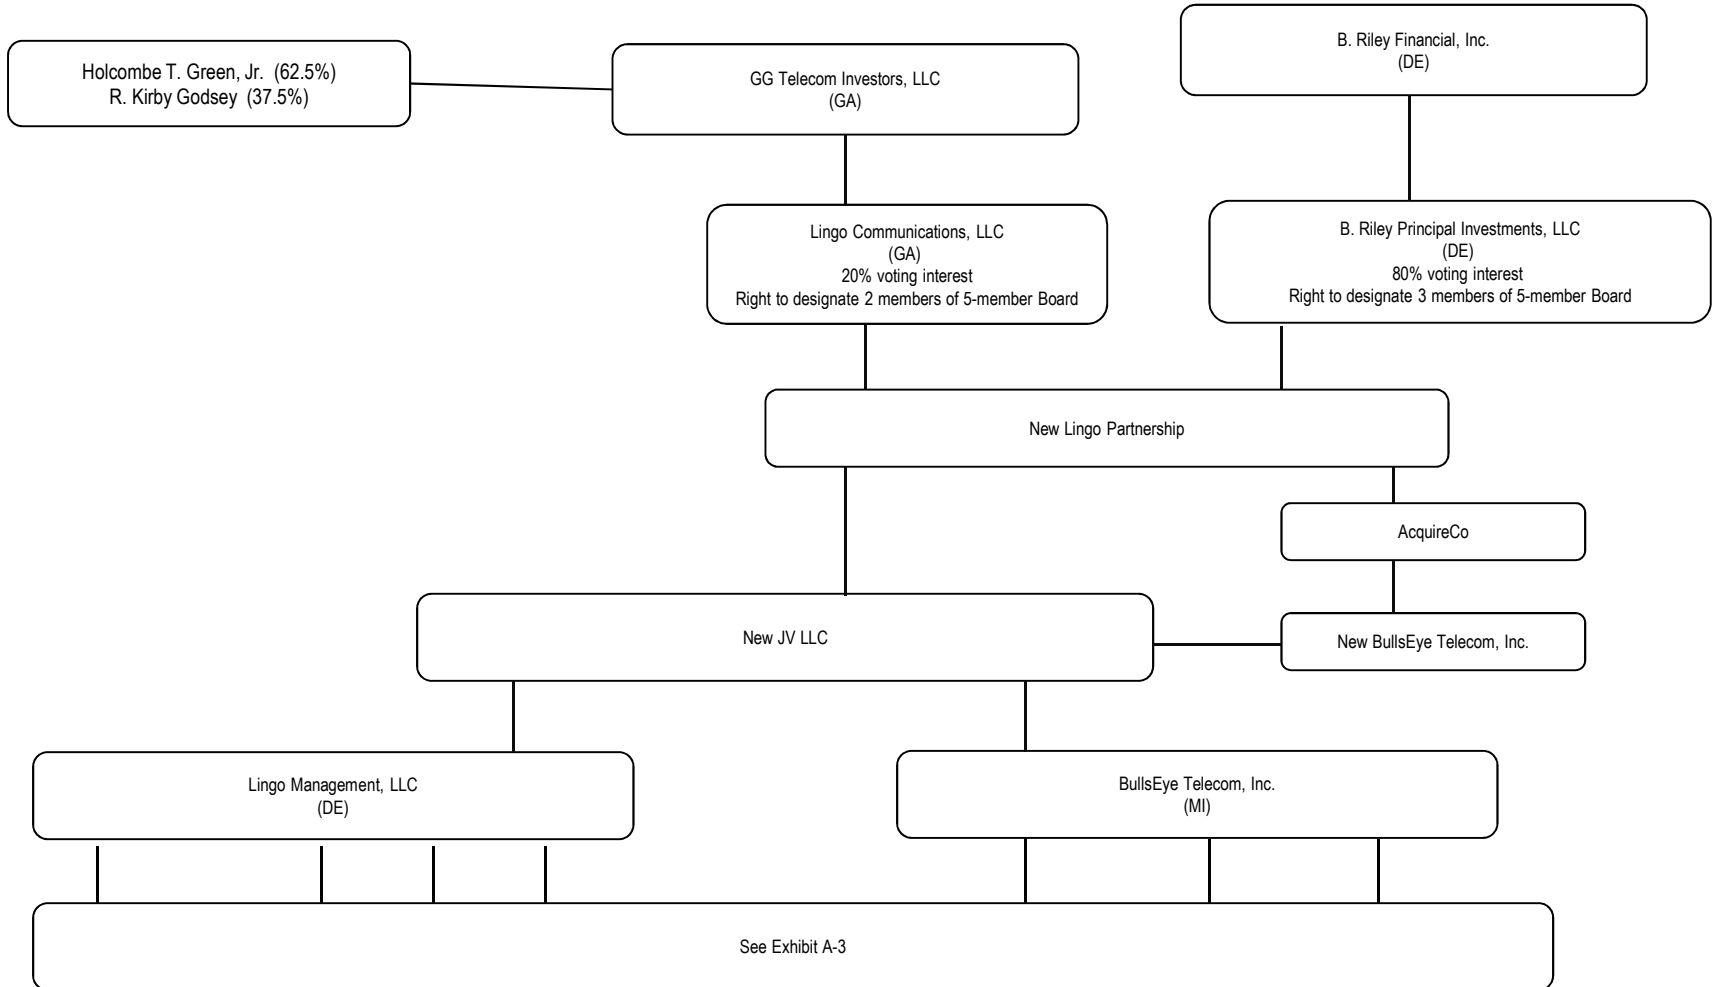 Holcombe T. Green, Jr. (62.5%)
R. Kirby Godsey (37.5%)
GG Telecom Investors, LLC
(GA)
B. Riley Financial, Inc.
(DE)
Lingo Communications, LLC
(GA)
20% voting interest
Right to designate 2 members of 5-member Board
B. Riley Principal Investments, LLC
(DE)
80% voting interest
Right to designate 3 members of 5-member Board
New Lingo Partnership
AcquireCo
New JV LLC
New BullsEye Telecom, Inc.
Lingo Management, LLC
(DE)
BullsEye Telecom, Inc.
(MI)
See Exhibit A-3